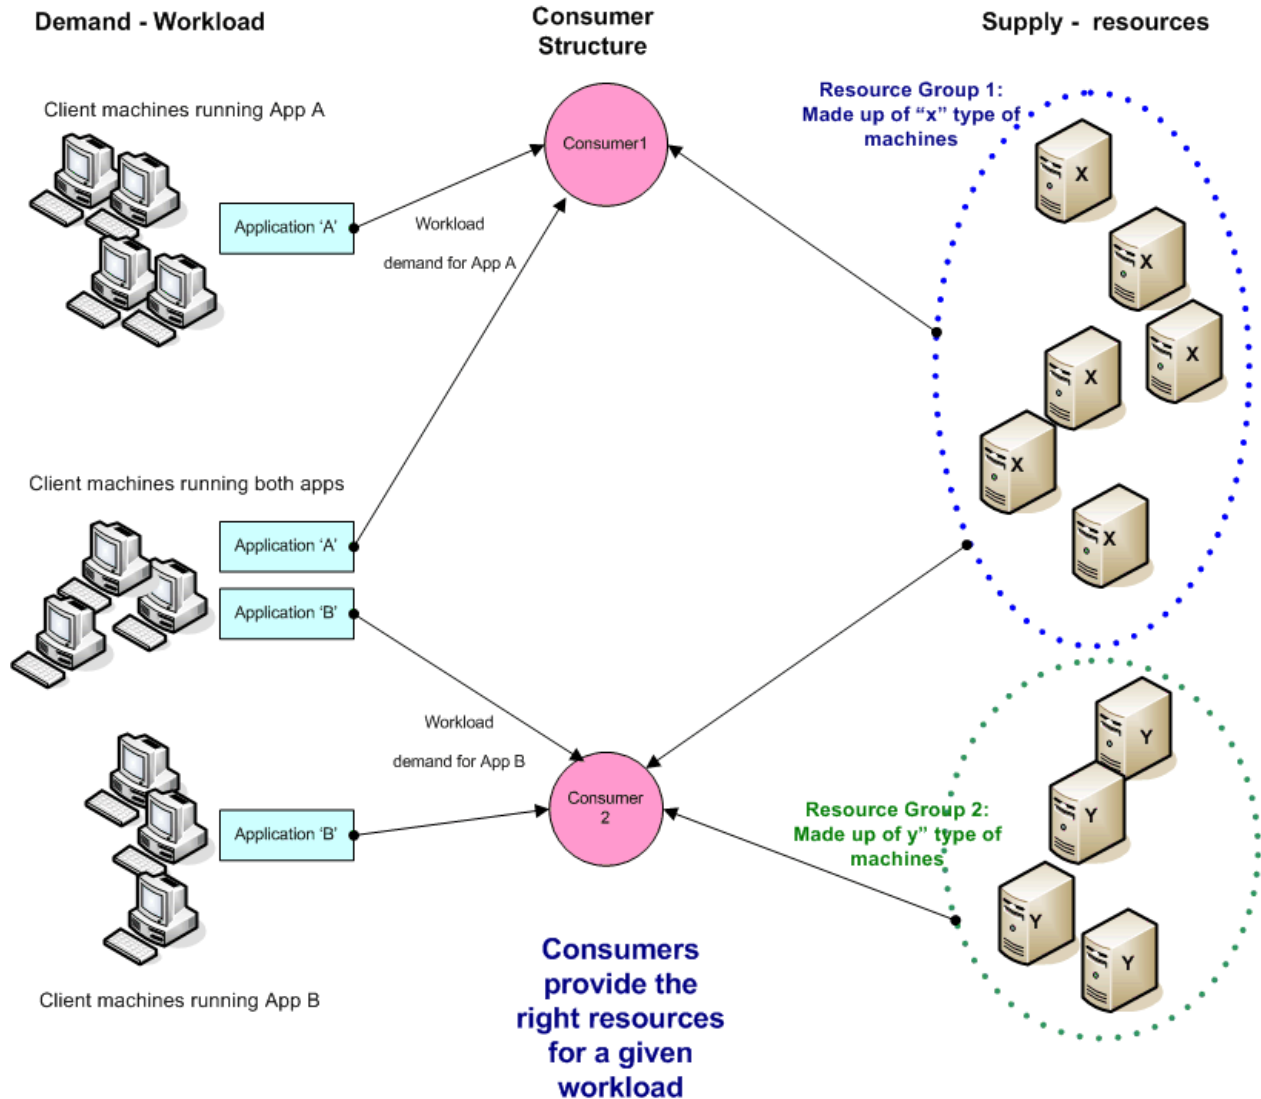 Demand - Workload
Consumer
Structure
Supply - resources
Client machines running App A
Application ‘A’
Workload
demand for App A
Consumer1
Resource Group 1:
Made up of “x” type of
machines
X
X
X
X
X
X
Client machines running both apps
Application ‘A’
Application ‘B’
Workload
demand for App B
Application ‘B’
Client machines running App B
Consumer
2
Resource Group 2:
Made up of y” type of
machines
Y
Y
Y
Y
Consumers
provide the
right resources
for a given
workload